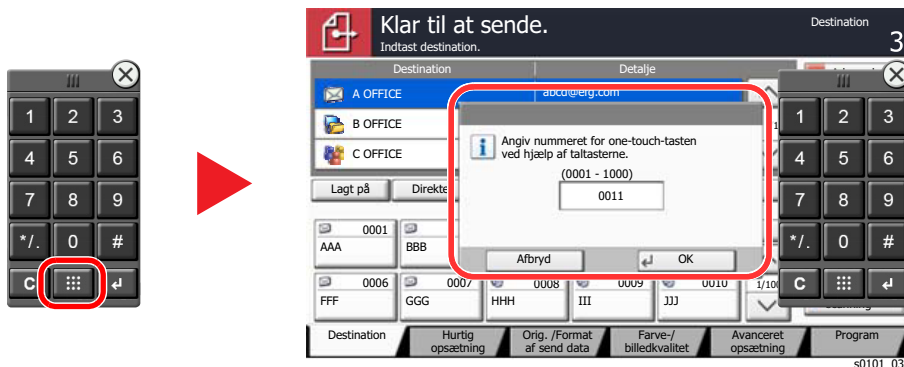 1 2 3
4 5 6
7 8 9
*/. 0 #
C
Klar til at sende.
Indtast destination.
Destination
3
Destination Detalje
A OFFICE abcd@erg.com
B OFFICE
C OFFICE
Angiv nummeret for one-touch-tasten
ved hjælp af taltasterne.
(0001 - 1000)
0011
Afbryd OK
Lagt på Direkte
0001
AAA BBB
0006 0007 0008 0009 0010
FFF GGG HHH III JJJ
1/100
1 2 3
4 5 6
7 8 9
*/. 0 #
C
Destination
Hurtig
opsætning
Orig. /Format
af send data
Farve-/
billedkvalitet
Avanceret
opsætning
Program
s0101_03